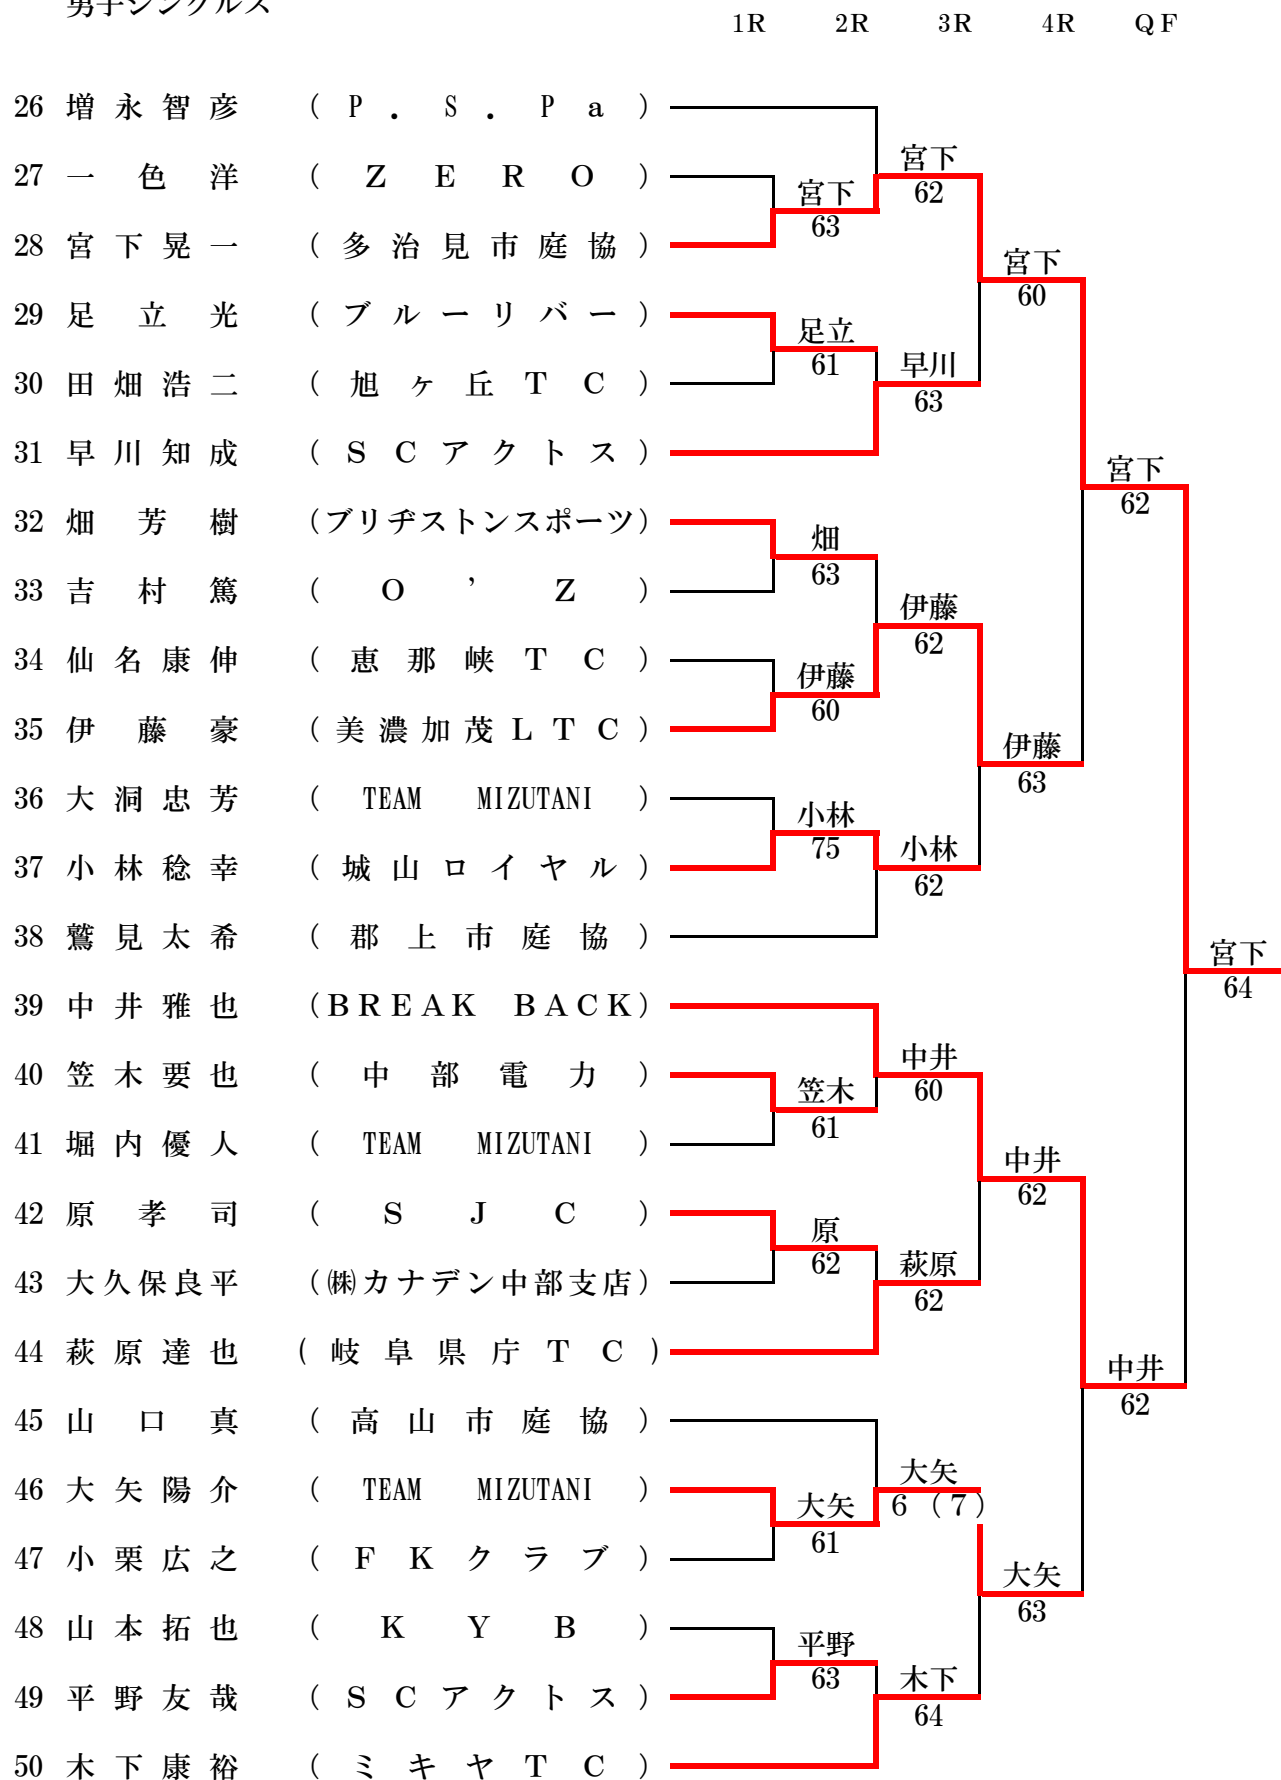 男子シングルス
1R 2R 3R 4R QF
26 増永智彦 (P.S.Pa)
宮下
27 一色洋 (ZERO)
宮下 62
63
28 宮下晃一 (多治見市庭協)
宮下
60
29 足立光 (ブルーリバー)
足立
61 早川
30 田畑浩二 (旭ヶ丘TC)
63
31 早川知成 (SCアクトス)
宮下
62
32 畑芳樹 (ブリヂストンスポーツ)
畑
63
33 吉村篤 (O’Z)
伊藤
62
34 仙名康伸 (恵那峡TC)
伊藤
60
35 伊藤豪 (美濃加茂LTC)
伊藤
63
36 大洞忠芳 (TEAM MIZUTANI)
小林
75 小林
37 小林稔幸 (城山ロイヤル)
62
38 鷲見太希 (郡上市庭協)
宮下
64
39 中井雅也 (BREAK BACK)
中井
40 笠木要也 (中部電力)
笠木 60
61
41 堀内優人 (TEAM MIZUTANI)
中井
62
42 原孝司 (SJC)
原
62 萩原
43 大久保良平 (㈱カナデン中部支店)
62
44 萩原達也 (岐阜県庁TC)
中井
62
45 山口真 (高山市庭協)
大矢
46 大矢陽介 (TEAM MIZUTANI)
大矢 6(7)
61
47 小栗広之 (FKクラブ)
大矢
63
48 山本拓也 (KYB)
平野
63 木下
49 平野友哉 (SCアクトス)
64
50 木下康裕 (ミキヤTC)